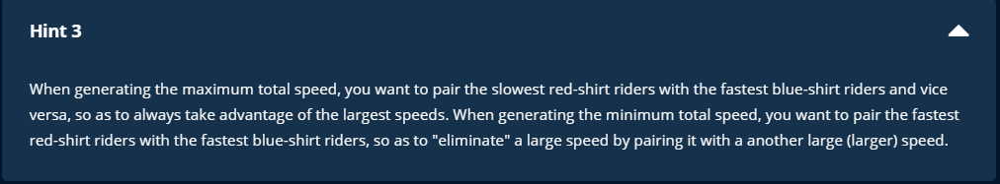 Hint 3
When generating the maximum total speed, you want to pair the slowest red-shirt riders with the fastest blue-shirt riders and vice
versa, so as to always take advantage of the largest speeds. When generating the minimum total speed, you want to pair the fastest
red-shirt riders with the fastest blue-shirt riders, so as to "eliminate" a large speed by pairing it with a another large (larger) speed.